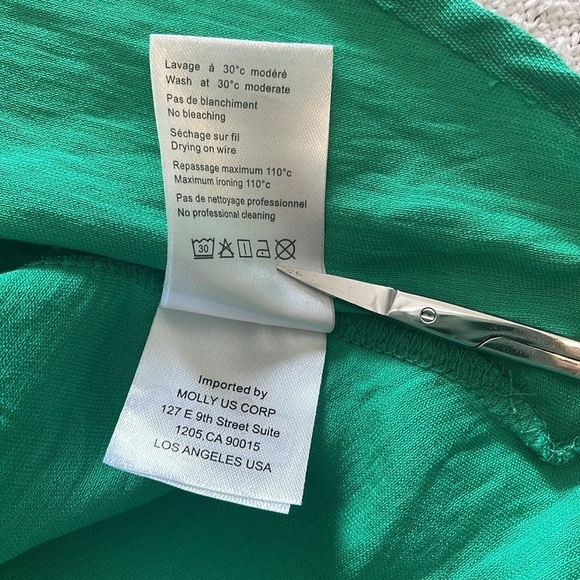 Lavage à 30°c modéré
Wash at 30°c moderate
Pas de blanchiment
No bleaching
Séchage sur fil
Drying on wire
Repassage maximum 110°c
Maximum ironing 110°c
Pas de nettoyage professionnel
No professional cleaning
30
Imported by
MOLLY US CORP
127 E 9th Street Suite
1205,CA 90015
LOS ANGELES USA